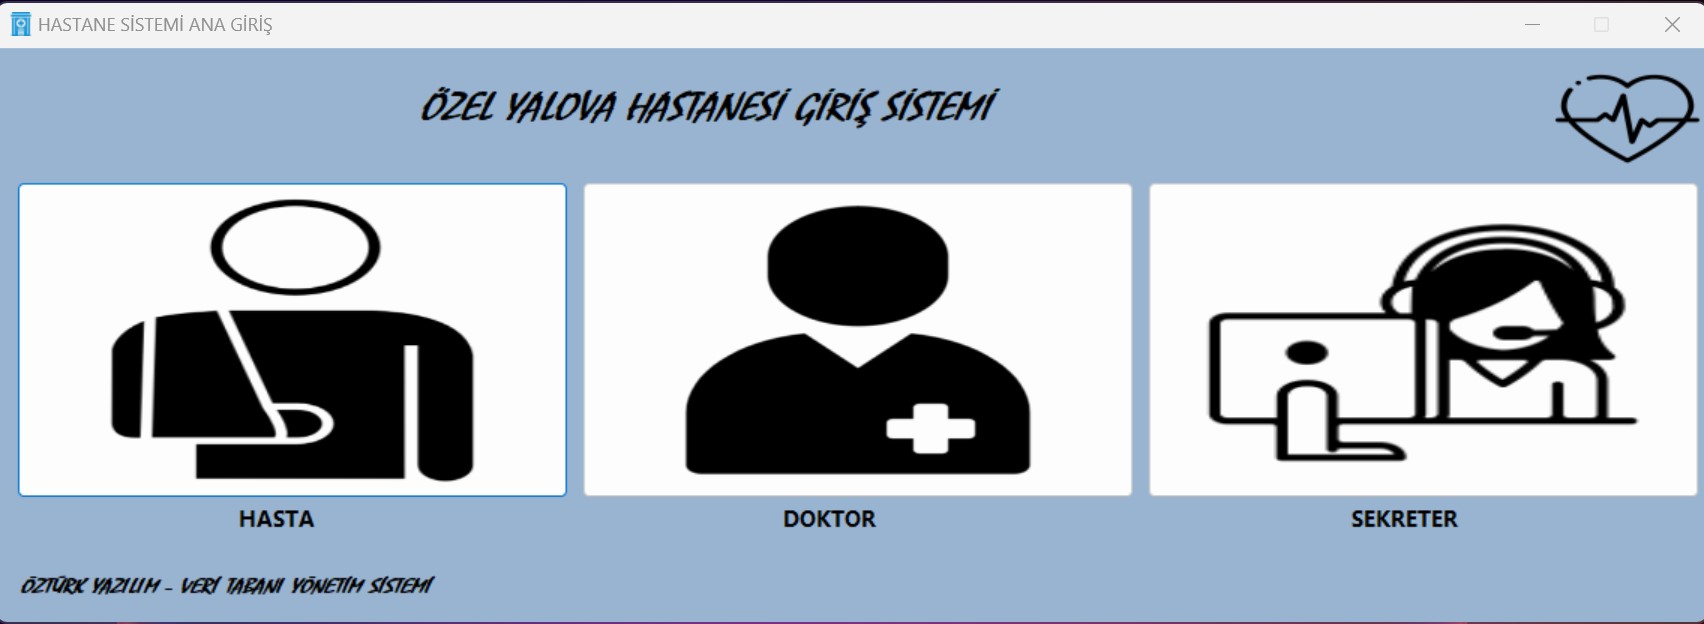 HASTANE SİSTEMİ ANA GİRİŞ
ÖZEL YALOVA HASTANESİ GİRİŞ SİSTEMİ
HASTA
DOKTOR
SEKRETER
ÖZTÜRK YAZILIM - VERİ TABANI YÖNETİM SİSTEMİ